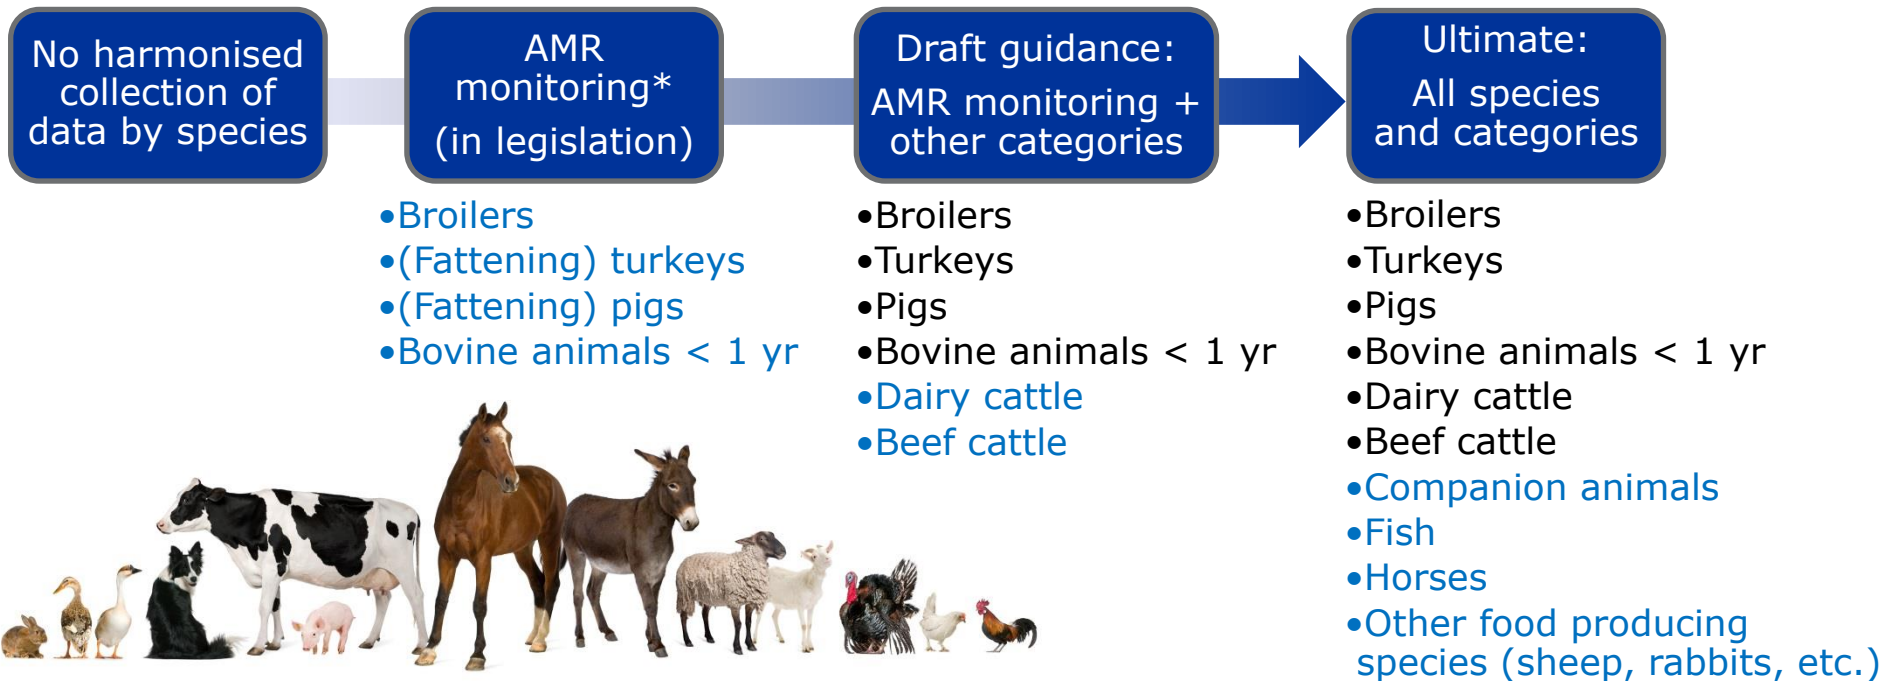 No harmonised
collection of
data by species
AMR
monitoring*
(in legislation)
•Broilers
•(Fattening) turkeys
•(Fattening) pigs
•Bovine animals < 1 yr
Draft guidance:
AMR monitoring +
other categories
•Broilers
•Turkeys
•Pigs
•Bovine animals < 1 yr
•Dairy cattle
•Beef cattle
Ultimate:
All species
and categories
•Broilers
•Turkeys
•Pigs
•Bovine animals < 1 yr
•Dairy cattle
•Beef cattle
•Companion animals
•Fish
•Horses
•Other food producing
species (sheep, rabbits, etc.)